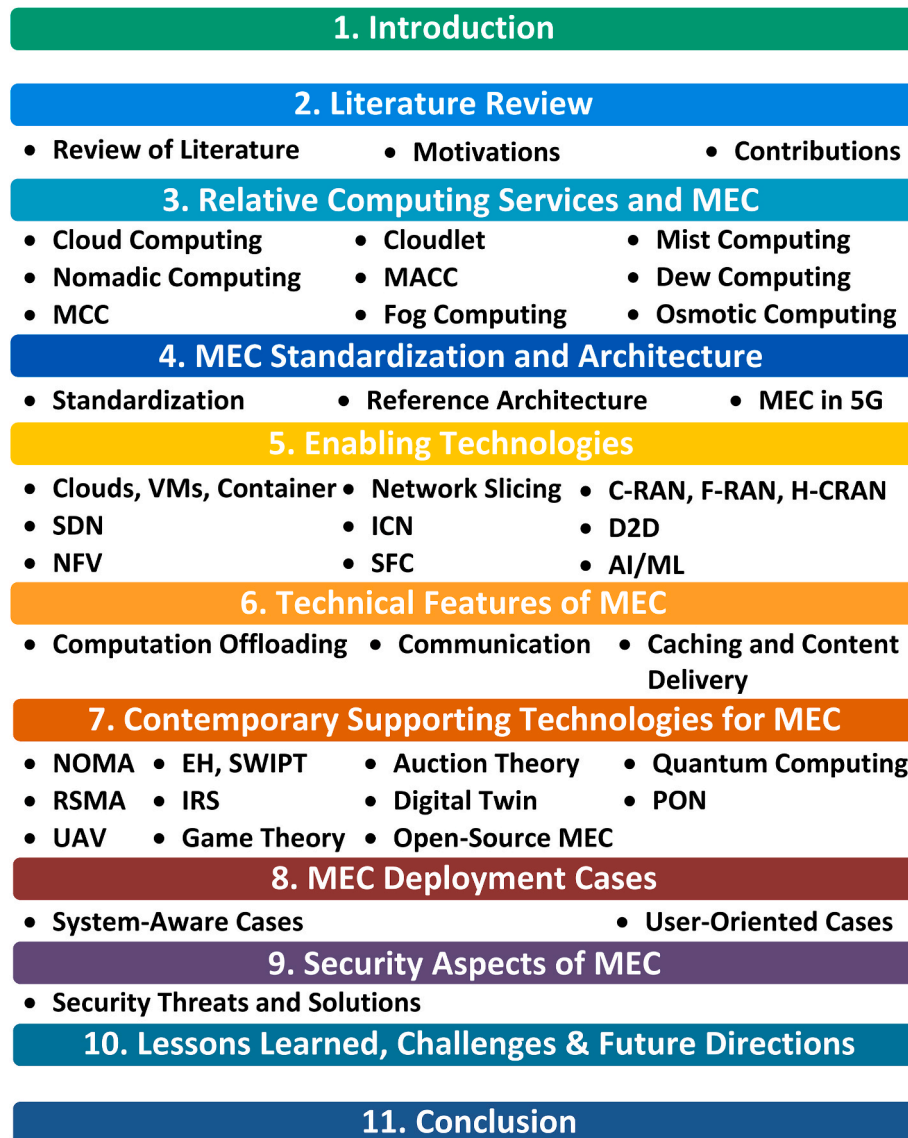 1. Introduction
2. Literature Review
• Review of Literature • Motivations • Contributions
3. Relative Computing Services and MEC
• Cloud Computing • Cloudlet • Mist Computing
• Nomadic Computing • MACC • Dew Computing
• MCC • Fog Computing • Osmotic Computing
4. MEC Standardization and Architecture
• Standardization • Reference Architecture • MEC in 5G
5. Enabling Technologies
• Clouds, VMs, Container • Network Slicing • C-RAN, F-RAN, H-CRAN
• SDN • ICN • D2D
• NFV • SFC • AI/ML
6. Technical Features of MEC
• Computation Offloading • Communication • Caching and Content
Delivery
7. Contemporary Supporting Technologies for MEC
• NOMA • EH, SWIPT • Auction Theory • Quantum Computing
• RSMA • IRS • Digital Twin • PON
• UAV • Game Theory • Open-Source MEC
8. MEC Deployment Cases
• System-Aware Cases • User-Oriented Cases
9. Security Aspects of MEC
• Security Threats and Solutions
10. Lessons Learned, Challenges & Future Directions
11. Conclusion